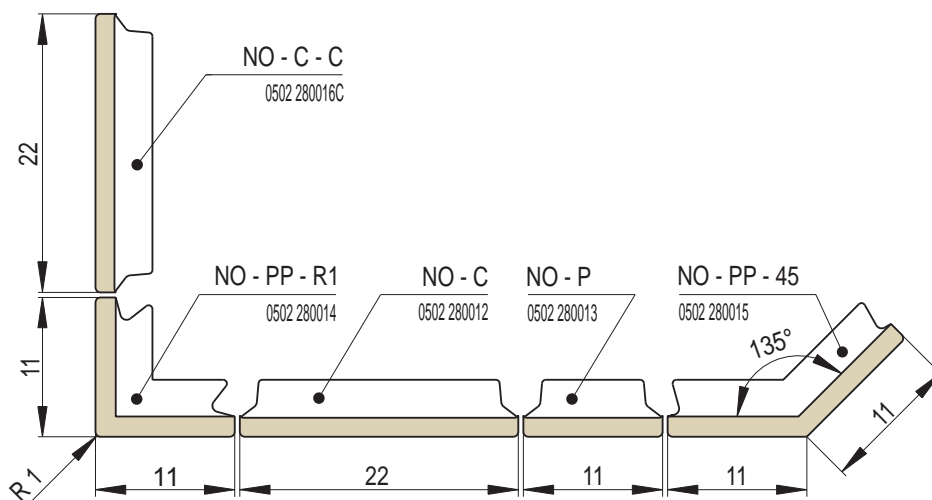 NO - C - C
0502 280016C
22
NO - PP - R1
0502 280014
NO - C
0502 280012
NO - P
0502 280013
NO - PP - 45
0502 280015
135°
11
11
R 1
11
22
11
11